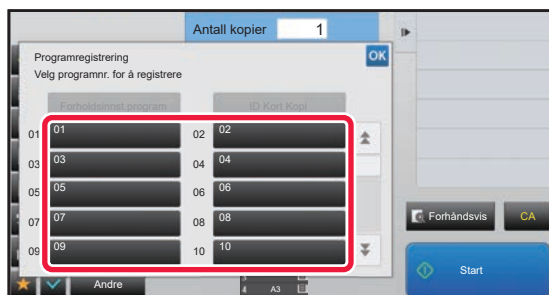 Antall kopier 1
Programregistrering OK
Velg programnr. for å registrere
Forholdsinnst.program ID Kort Kopi
01 01 02 02
03 03 04 04
05 05 06 06
07 07 08 08
09 09 10 10
Forhåndsvis CA
Start
Andre
4 A3